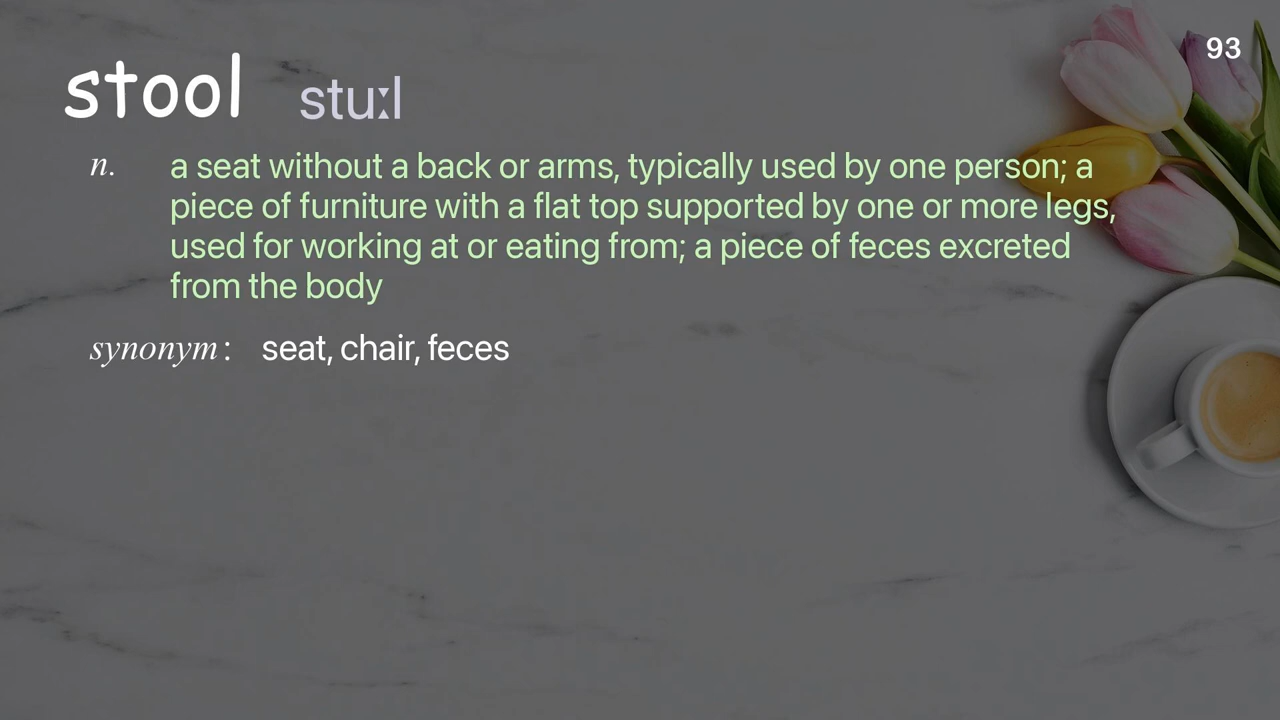 93
stool stuːl
n. a seat without a back or arms, typically used by one person; a
piece of furniture with a flat top supported by one or more legs,
used for working at or eating from; a piece of feces excreted
from the body
synonym: seat, chair, feces